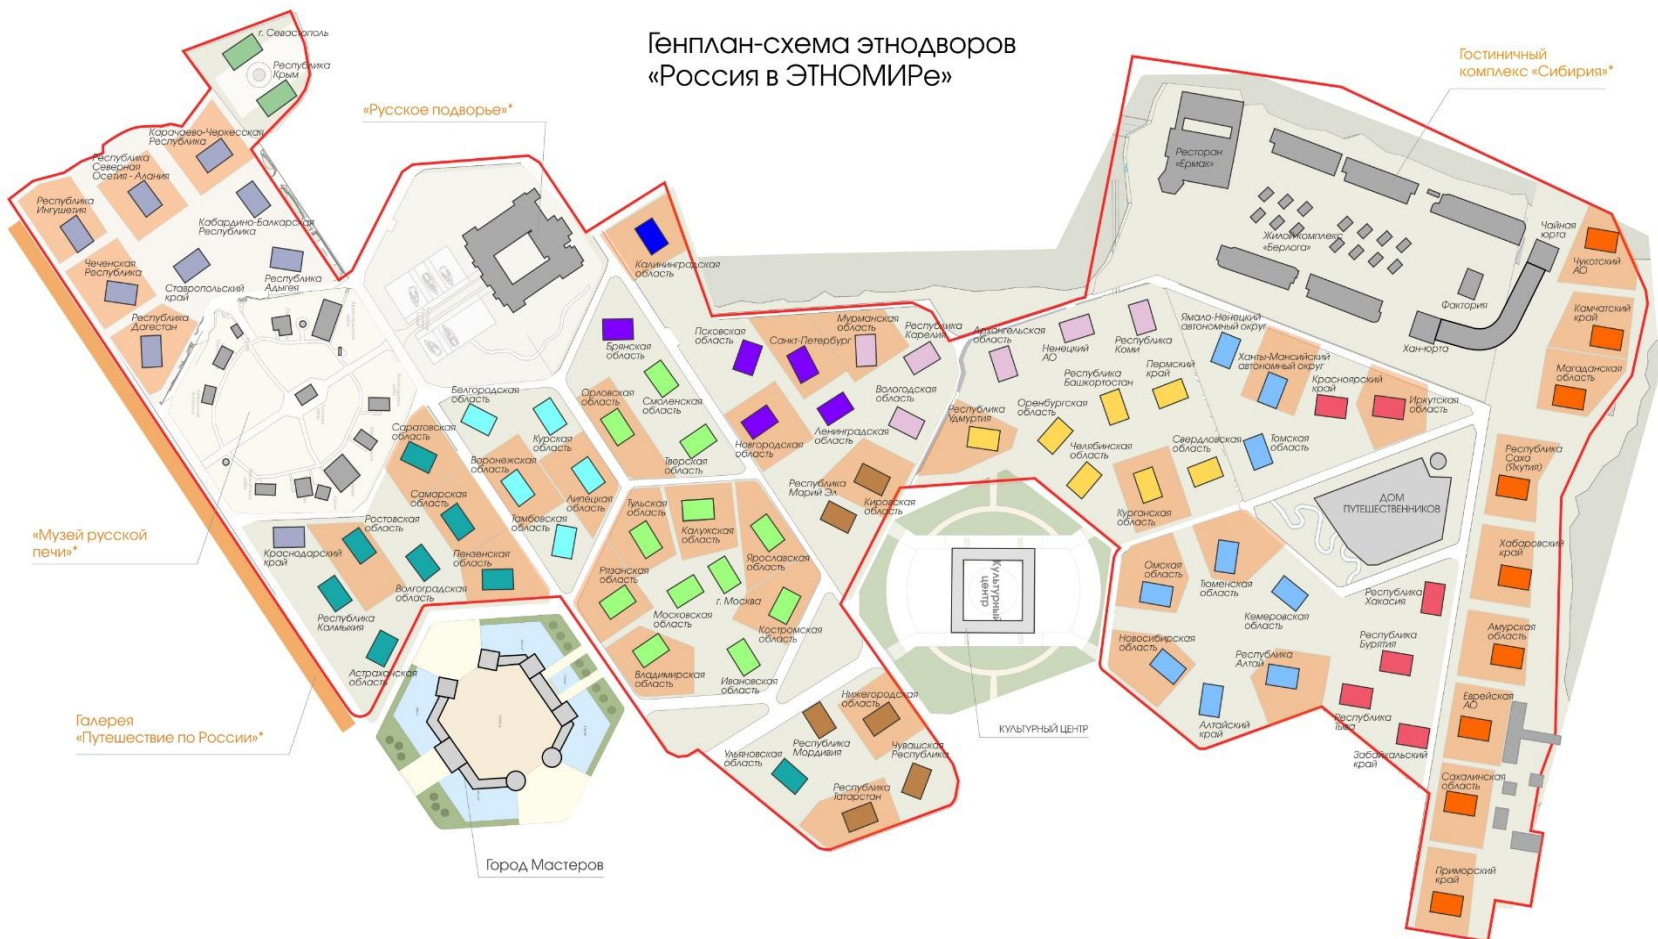 Генплан-схема этнодворов
«Россия в ЭТНОМИРе»
г. Севастополь
Республика
Крым
«Русское подворье»*
Гостиничный
комплекс «Сибирия»*
Карачаево-Черкесская
Республика
Республика
Северная
Осетия - Алания
Республика
Ингушетия
Кабардино-Балкарская
Республика
Чеченская
Республика
Ставропольский
край
Республика
Адыгея
Республика
Дагестан
Калининградская
область
Ресторан
«Ермак»
Жилой комплекс
«Берлога»
Чайная
юрта
Чукотский
АО
Фактория
Хан-юрта
Камчатский
край
Магаданская
область
Брянская
область
Псковская
область
Санкт-Петербург
Мурманская
область
Республика
Карелия
Архангельская
область
Ненецкий
АО
Республика
Коми
Ямало-Ненецкий
автономный округ
Ханты-Мансийский
автономный округ
Красноярский
край
Иркутская
область
Белгородская
область
Орловская
область
Смоленская
область
Вологодская
область
Ленинградская
область
Новгородская
область
Тверская
область
Республика
Удмуртия
Оренбургская
область
Республика
Башкортостан
Пермский
край
Челябинская
область
Свердловская
область
Томская
область
Курганская
область
Саратовская
область
Курская
область
Воронежская
область
Липецкая
область
Тамбовская
область
Самарская
область
Ростовская
область
Пензенская
область
Краснодарский
край
Волгоградская
область
Республика
Калмыкия
Астраханская
область
Тульская
область
Калужская
область
Ярославская
область
Рязанская
область
г. Москва
Московская
область
Костромская
область
Владимирская
область
Ивановская
область
Республика
Марий Эл
Кировская
область
Культурный
центр
КУЛЬТУРНЫЙ ЦЕНТР
ДОМ
ПУТЕШЕСТВЕННИКОВ
Республика
Саха
(Якутия)
Хабаровский
край
Амурская
область
Еврейская
АО
Сахалинская
область
Приморский
край
Омская
область
Тюменская
область
Кемеровская
область
Новосибирская
область
Республика
Алтай
Алтайский
край
Республика
Хакасия
Республика
Бурятия
Республика
Тыва
Забайкальский
край
Нижегородская
область
Республика
Мордивия
Чувашская
Республика
Ульяновская
область
Республика
Татарстан
«Музей русской
печи»*
Галерея
«Путешествие по России»*
Город Мастеров